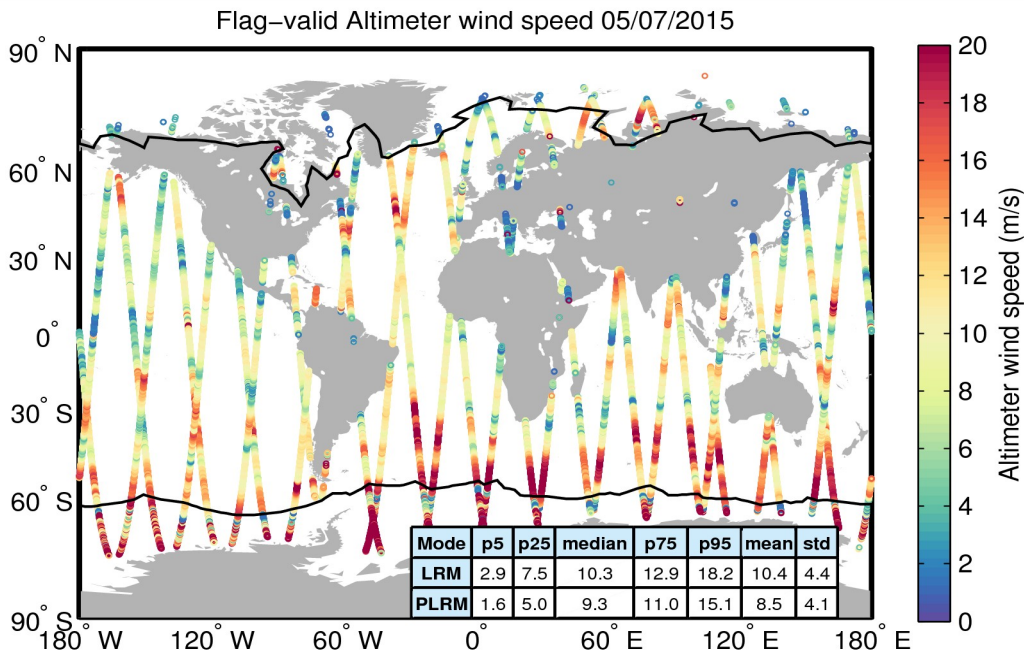 Flag−valid Altimeter wind speed 05/07/2015
90° N
60° N
30° N
0°
30° S
60° S
90° S
180° W
120° W
60° W
0°
60° E
120° E
180° E
20
18
16
14
12
10
8
6
4
2
0
Altimeter wind speed (m/s)
Mode p5 p25 median p75 p95 mean std
LRM 2.9 7.5 10.3 12.9 18.2 10.4 4.4
PLRM 1.6 5.0 9.3 11.0 15.1 8.5 4.1